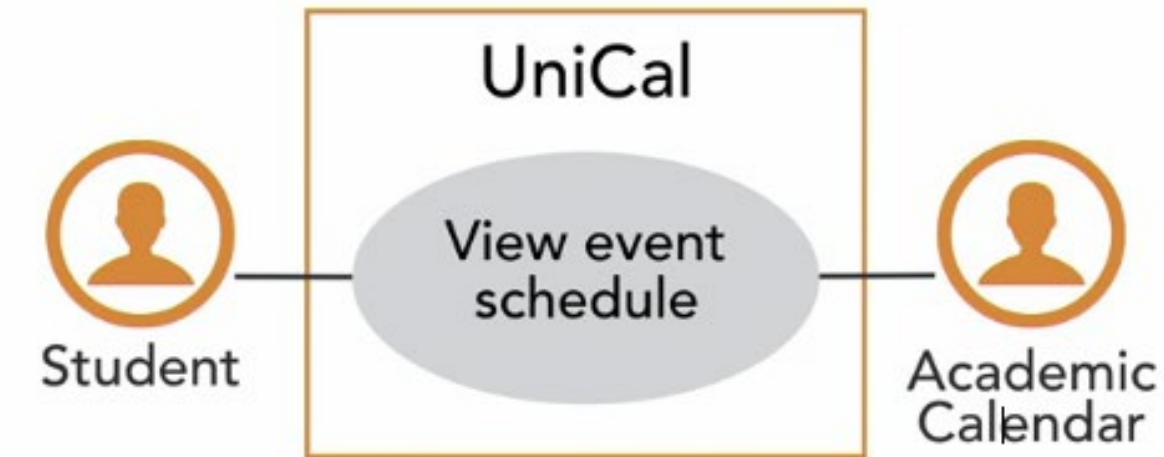 UniCal
View event
schedule
Student
Academic
Calendar